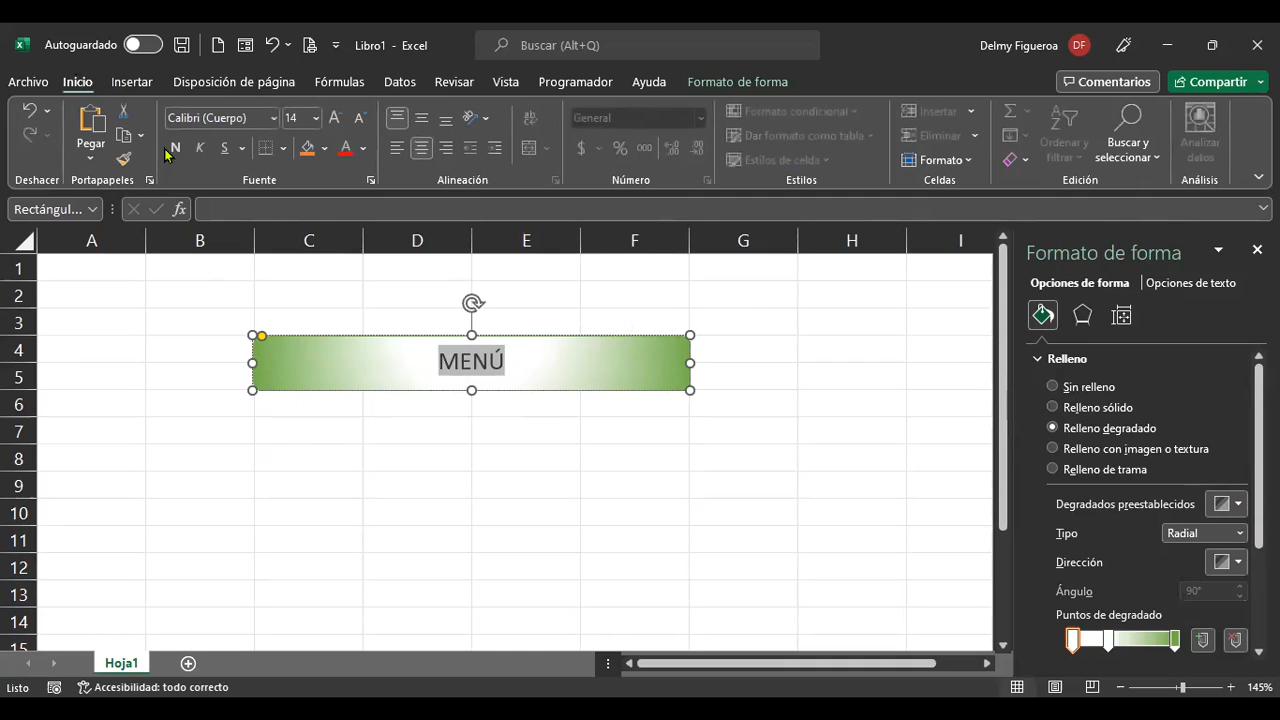 Autoguardado
Libro1 - Excel
Buscar (Alt+Q)
Delmy Figueroa DF
Archivo Inicio Insertar Disposición de página Fórmulas Datos Revisar Vista Programador Ayuda Formato de forma Comentarios Compartir
Calibri (Cuerpo) 14 General Formato condicional Insertar
Pegar N K S $ % 000 Dar formato como tabla Eliminar Ordenar y filtrar Buscar y seleccionar Analizar datos
Estilos de celda Formato
Deshacer Portapapeles Fuente Alineación Número Estilos Celdas Edición Análisis
Rectángul... fx
A B C D E F G H I
1
2
3
4
5
6
7
8
9
10
11
12
13
14
15
MENÚ
Formato de forma
Opciones de forma Opciones de texto
Relleno
Sin relleno
Relleno sólido
Relleno degradado
Relleno con imagen o textura
Relleno de trama
Degradados preestablecidos
Tipo Radial
Dirección
Ángulo 90°
Puntos de degradado
Hoja1
Listo Accesibilidad: todo correcto 145%